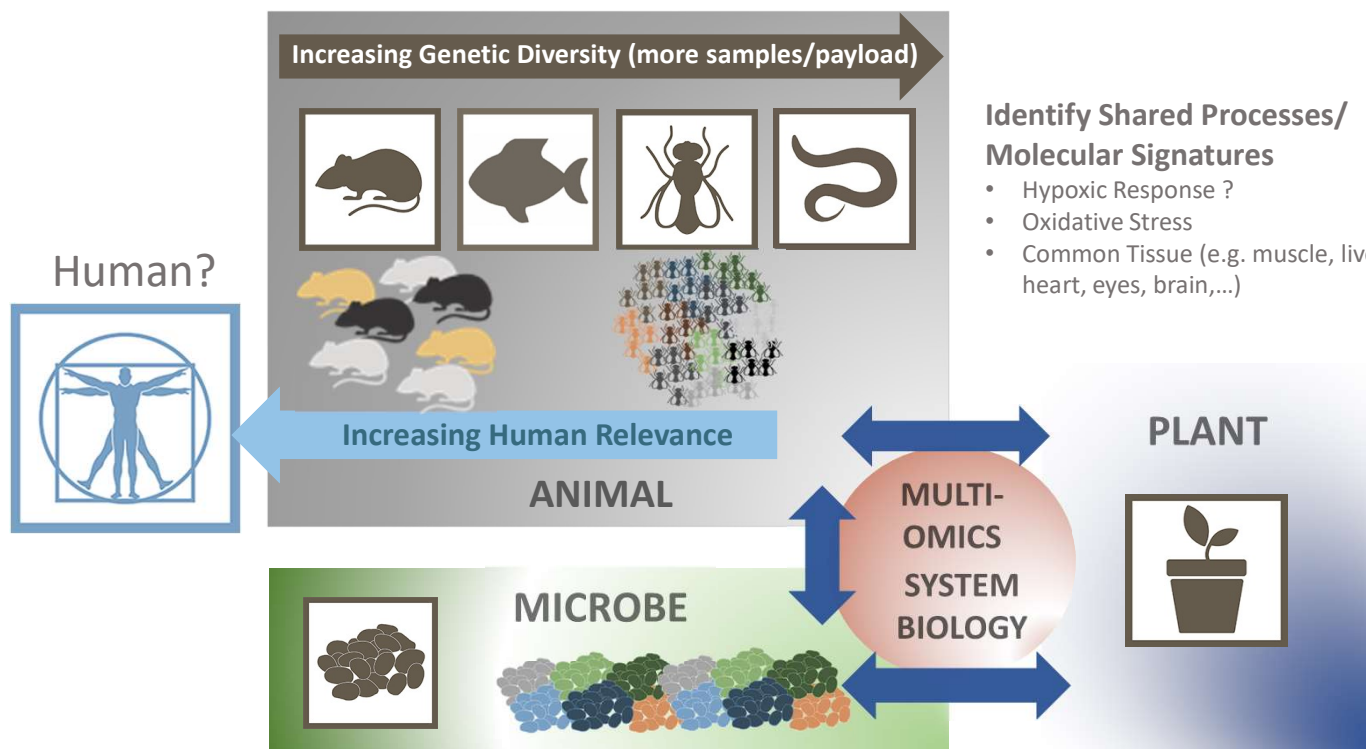 Increasing Genetic Diversity (more samples/payload)
Identify Shared Processes/
Molecular Signatures
• Hypoxic Response ?
• Oxidative Stress
• Common Tissue (e.g. muscle,
heart, eyes, brain,...)
Human?
Increasing Human Relevance
ANIMAL
PLANT
MULTI-
OMICS
SYSTEM
BIOLOGY
MICROBE